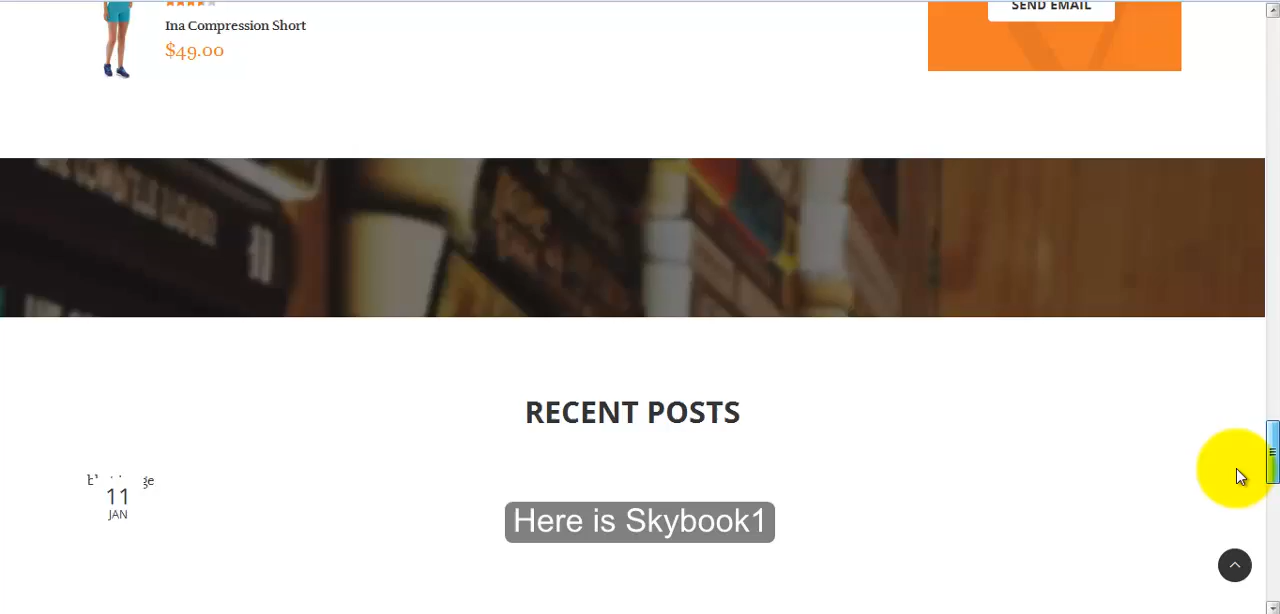 SEND EMAIL
Ina Compression Short
$49.00
RECENT POSTS
11
JAN
Here is Skybook1